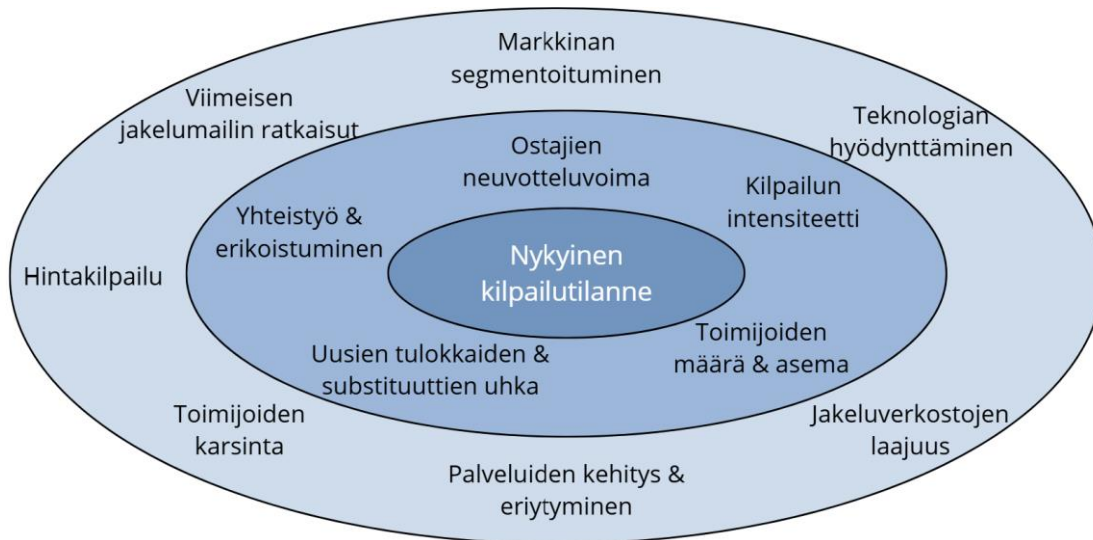 Markkinan
segmentoituminen
Viimeisen
jakelumailin ratkaisut
Teknologian
hyödynttäminen
Ostajien
neuvotteluvoima
Kilpailun
intensiteetti
Yhteistyö &
erikoistuminen
Nykyinen
kilpailutilanne
Hintakilpailu
Toimijoiden
määrä & asema
Uusien tulokkaiden &
substituuttien uhka
Toimijoiden
karsinta
Jakeluverkostojen
laajuus
Palveluiden kehitys &
eriytyminen